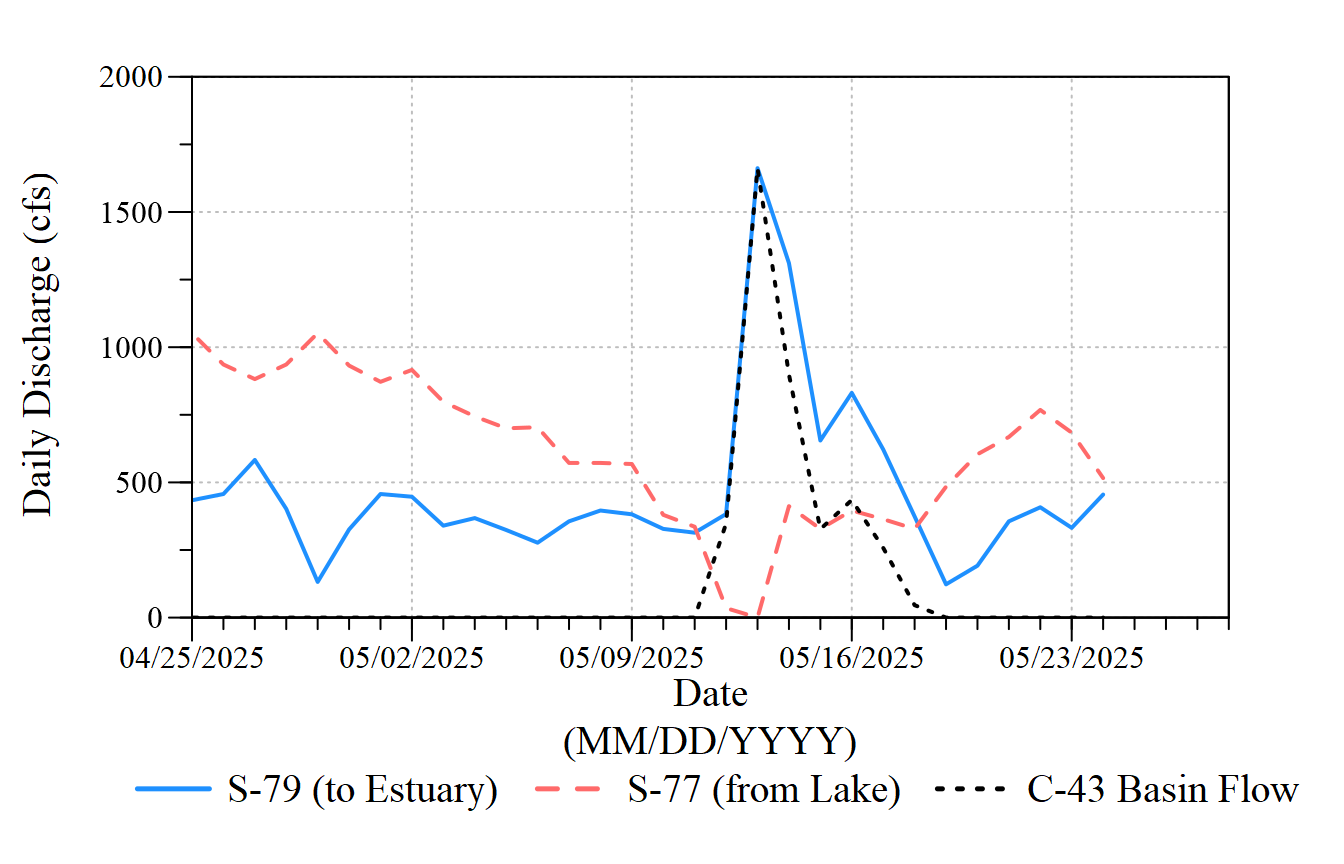 2000
1500
1000
500
0
Daily Discharge (cfs)
04/25/2025 05/02/2025 05/09/2025 05/16/2025 05/23/2025
Date
(MM/DD/YYYY)
S-79 (to Estuary) S-77 (from Lake) C-43 Basin Flow